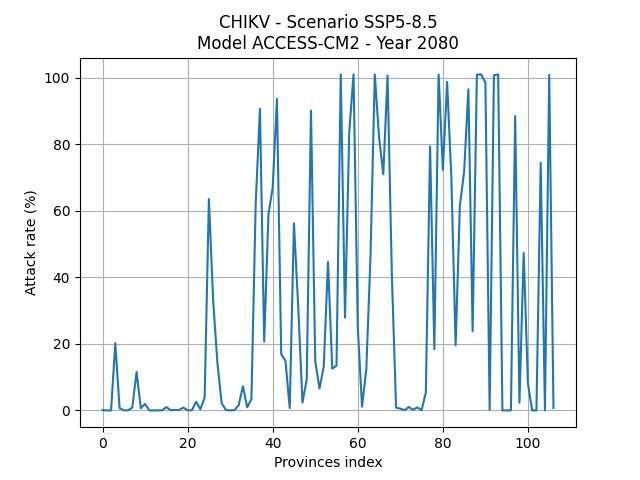 CHIKV - Scenario SSP5-8.5
Model ACCESS-CM2 - Year 2080
100
80
60
40
20
0
Attack rate (%)
0 20 40 60 80 100
Provinces index